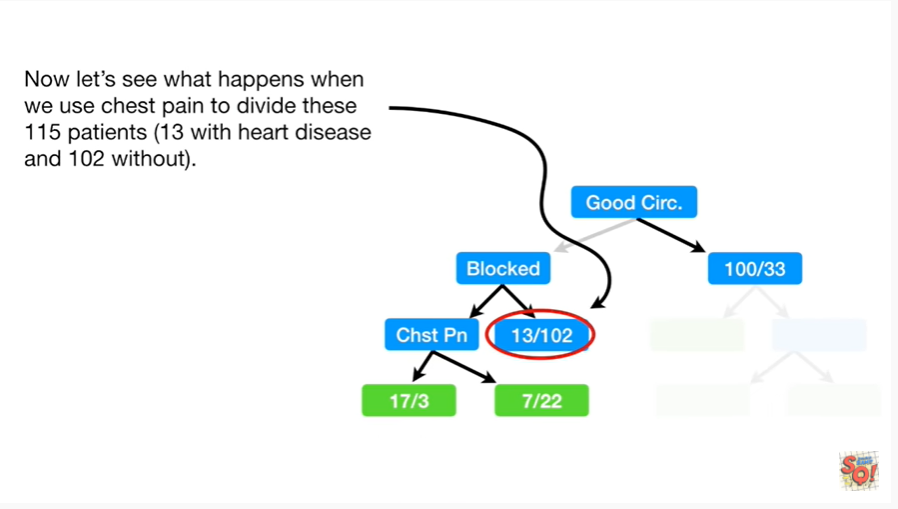 Now let's see what happens when
we use chest pain to divide these
115 patients (13 with heart disease
and 102 without).
Good Circ.
Blocked
100/33
Chst Pn
13/102
17/3
7/22
SQ!